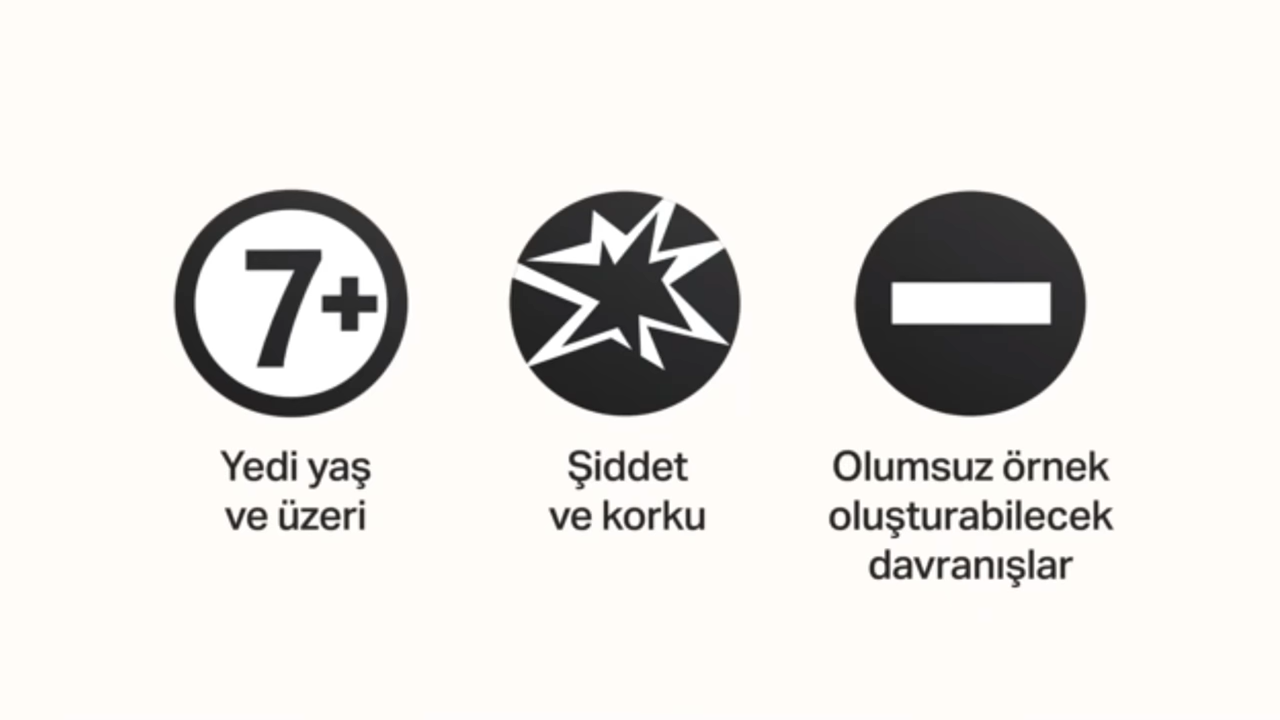 7+
Yedi yaş
ve üzeri
Şiddet
ve korku
Olumsuz örnek
oluşturabilecek
davranışlar